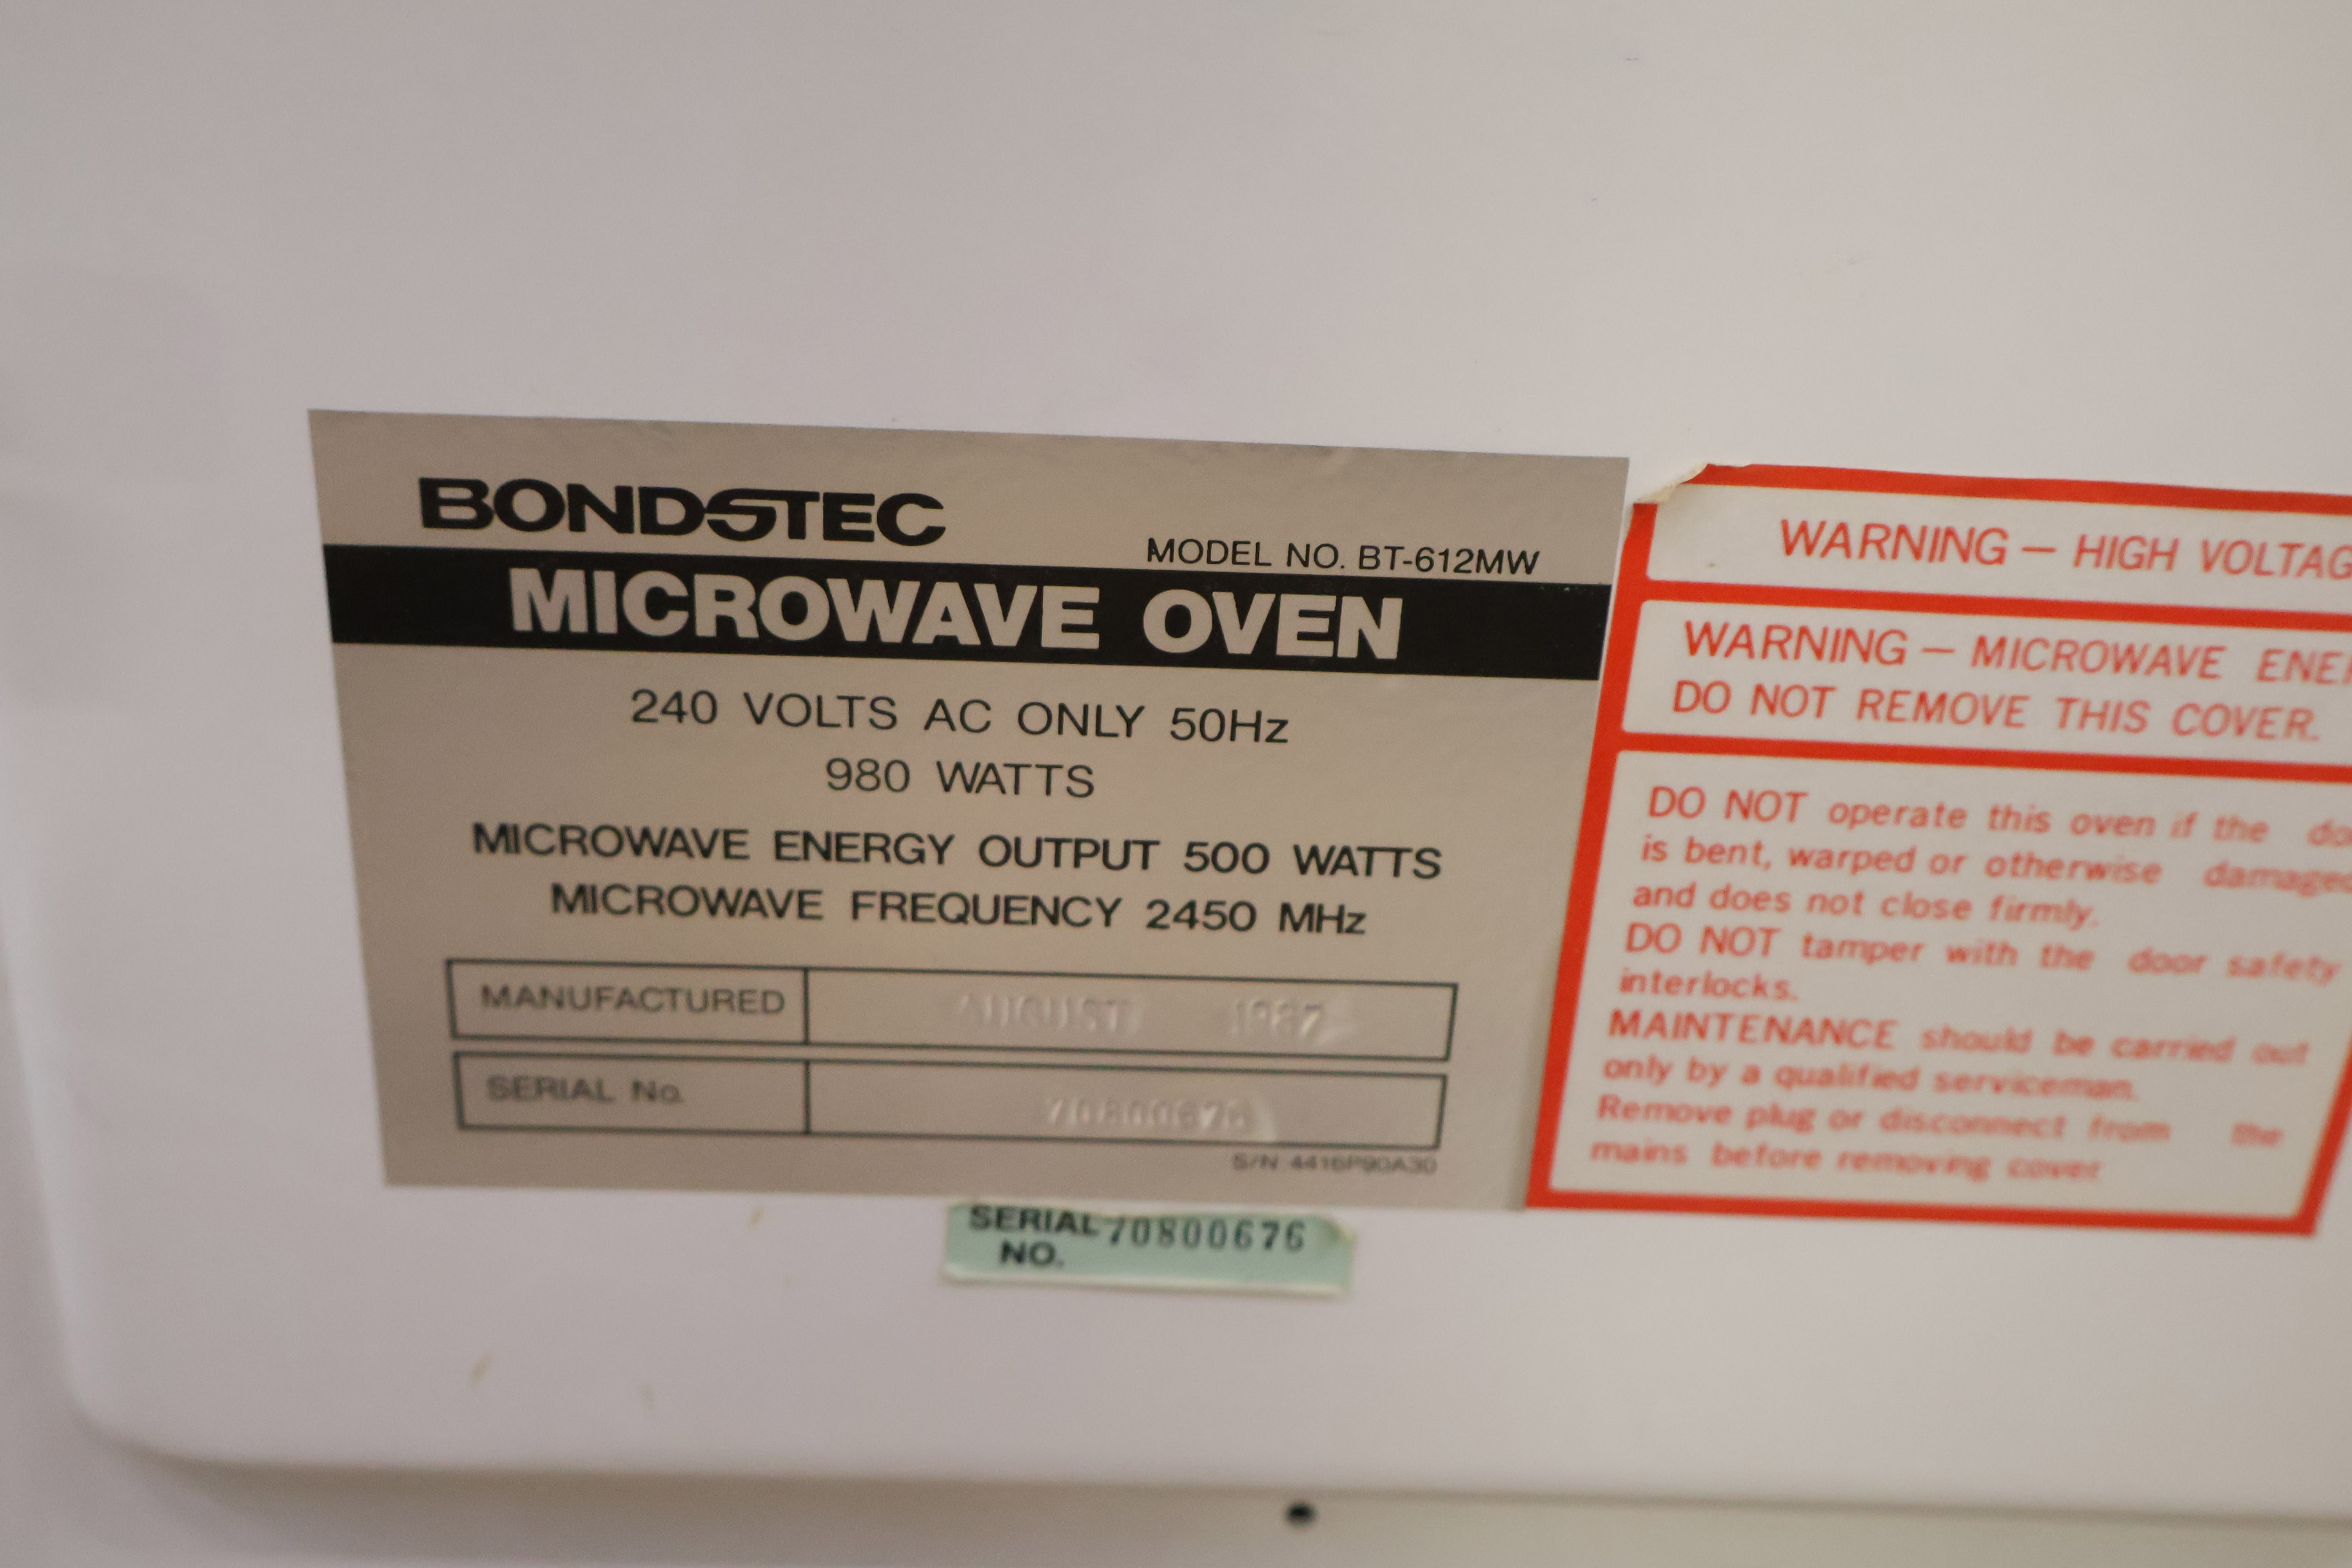 BONDSTEC
MODEL NO. BT-612MW
MICROWAVE OVEN
240 VOLTS AC ONLY 50Hz
980 WATTS
MICROWAVE ENERGY OUTPUT 500 WATTS
MICROWAVE FREQUENCY 2450 MHz
MANUFACTURED AUGUST 1987
SERIAL No. 70800676
S/N 4416P90A30
SERIAL 70800676
NO.
WARNING — HIGH VOLTAG
WARNING — MICROWAVE ENE
DO NOT REMOVE THIS COVER.
DO NOT operate this oven if the do
is bent, warped or otherwise damaged
and does not close firmly.
DO NOT tamper with the door safety
interlocks.
MAINTENANCE should be carried out
only by a qualified serviceman.
Remove plug or disconnect from the
mains before removing cover